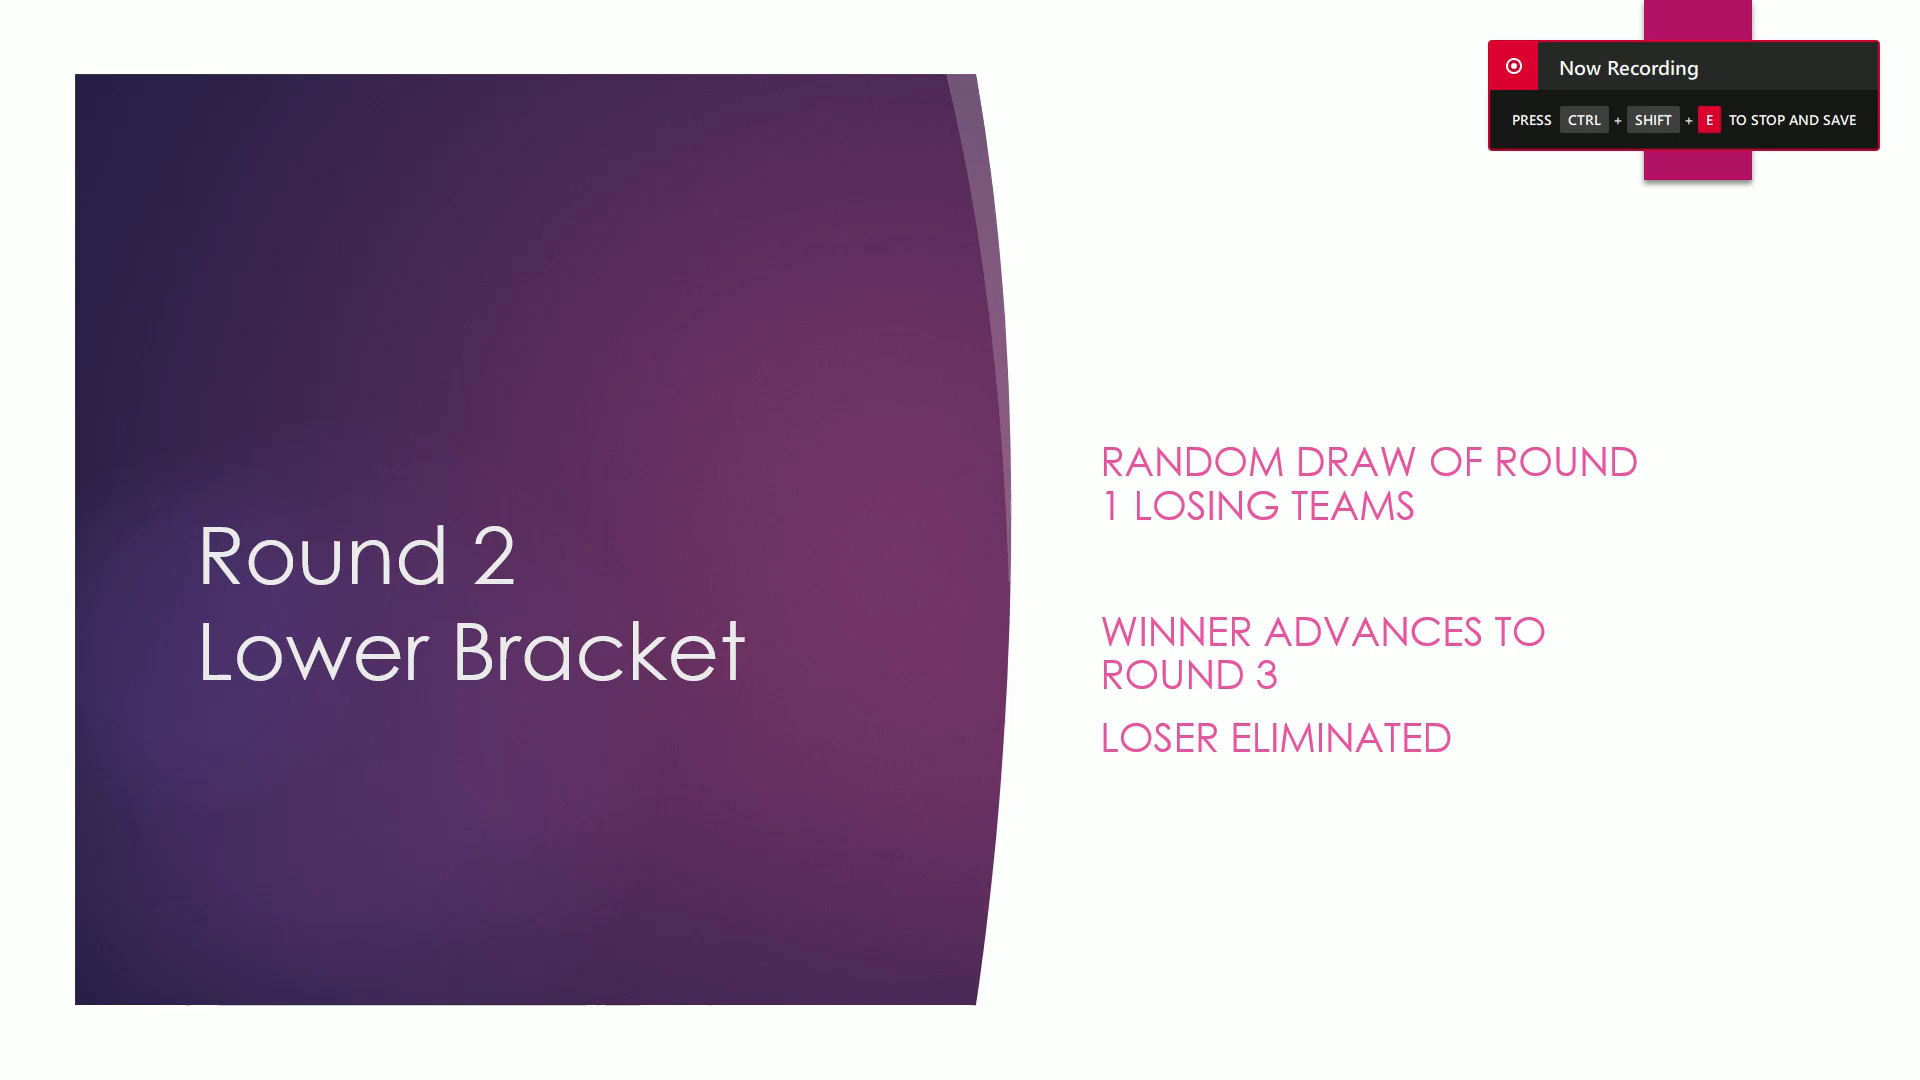 Now Recording
PRESS CTRL + SHIFT + E TO STOP AND SAVE
Round 2
Lower Bracket
RANDOM DRAW OF ROUND
1 LOSING TEAMS
WINNER ADVANCES TO
ROUND 3
LOSER ELIMINATED